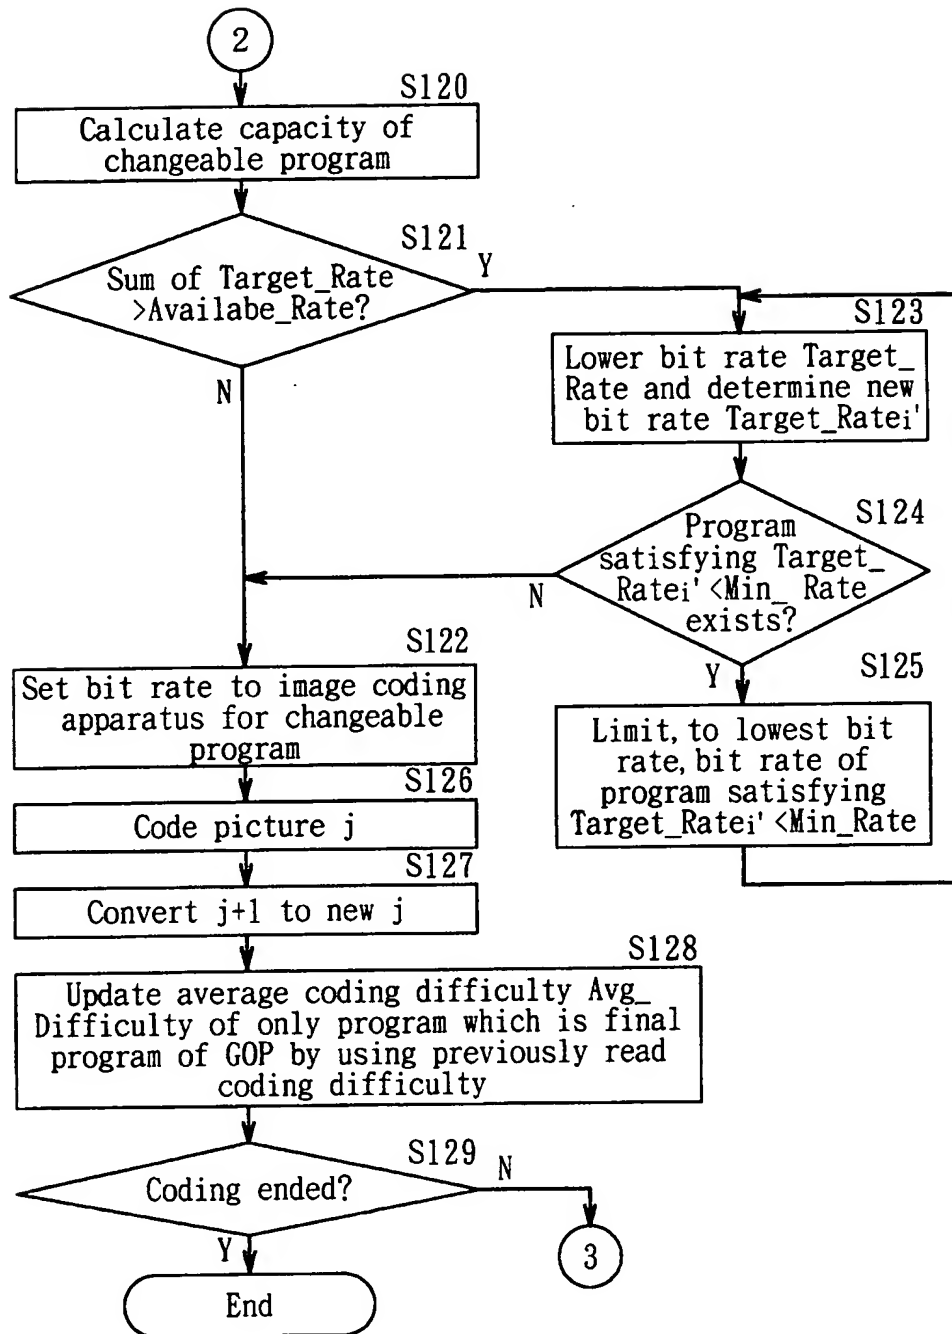 2
S120
Calculate capacity of
changeable program
S121
Sum of Target_Rate
>Availabe_Rate?
Y
N
S123
Lower bit rate Target_
Rate and determine new
bit rate Target_Ratei'
S124
Program
satisfying Target_
Ratei' <Min_ Rate
exists?
N
Y
S125
Limit, to lowest bit
rate, bit rate of
program satisfying
Target_Ratei' <Min_Rate
S122
Set bit rate to image coding
apparatus for changeable
program
S126
Code picture j
S127
Convert j+1 to new j
S128
Update average coding difficulty Avg_
Difficulty of only program which is final
program of GOP by using previously read
coding difficulty
S129
Coding ended?
N
Y
3
End